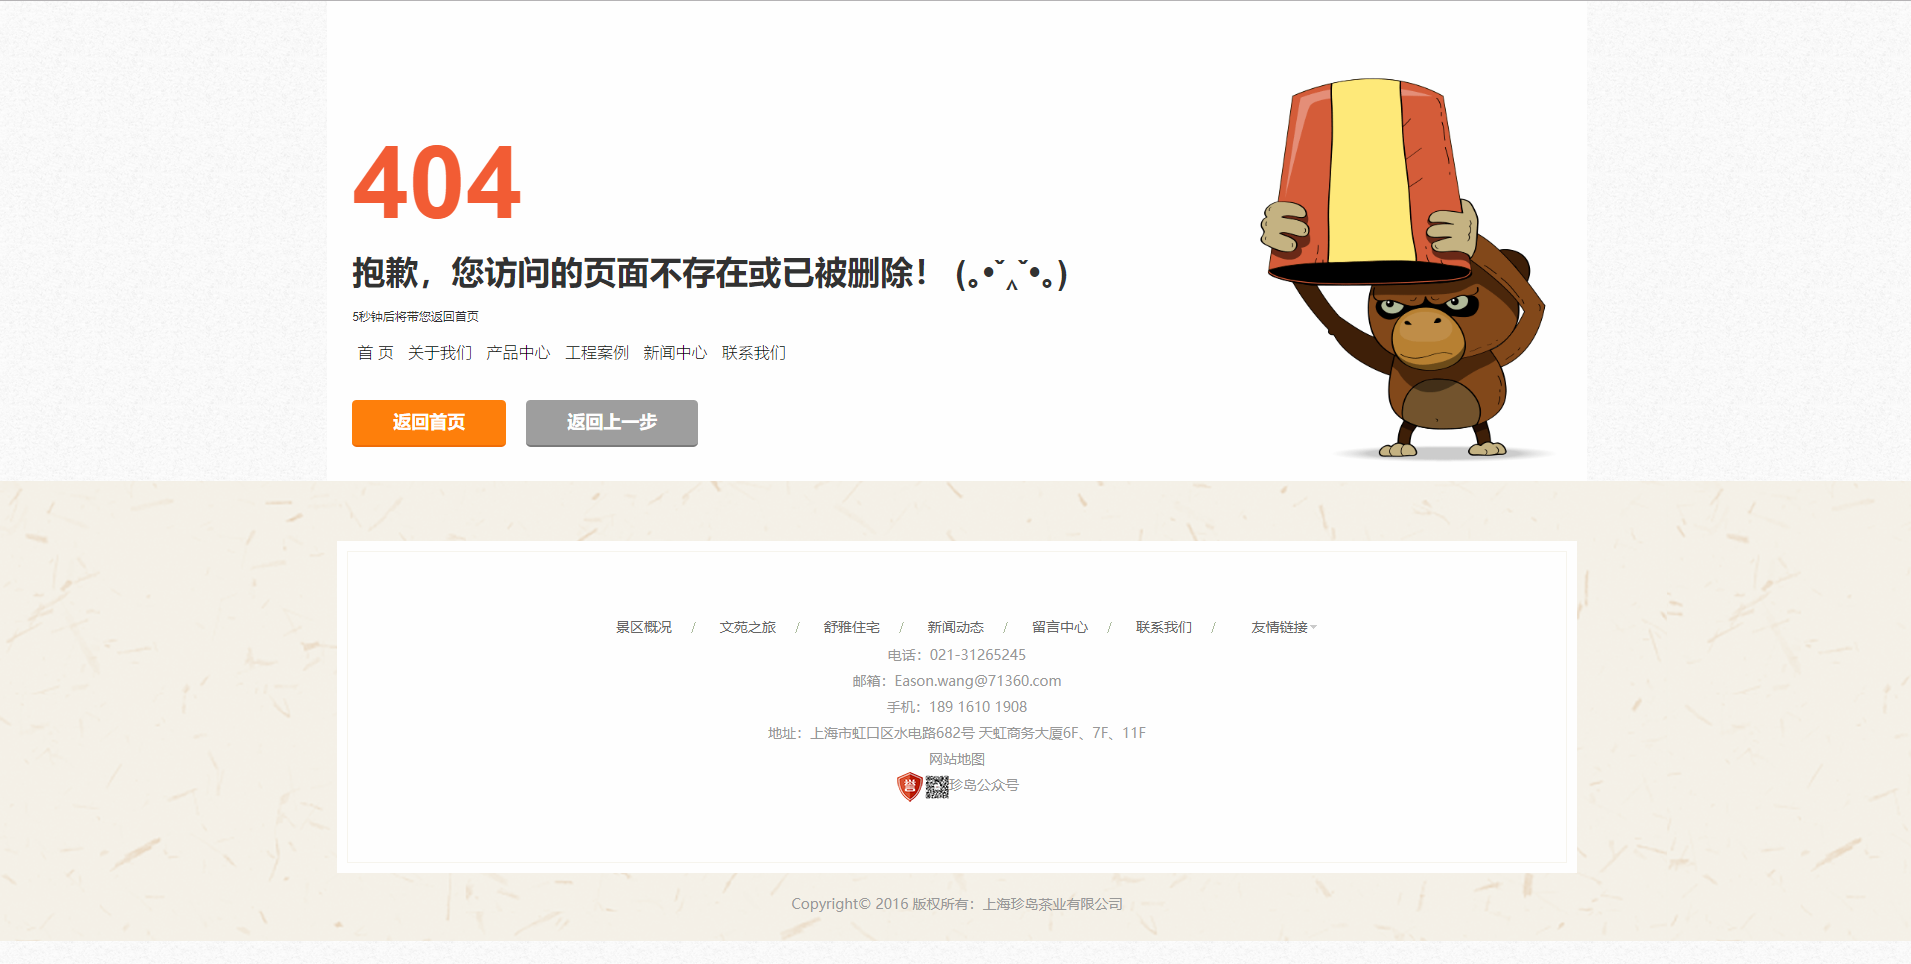 404
抱歉，您访问的页面不存在或已被删除！ (｡•ˇ‸ˇ•｡)
5秒钟后将带您返回首页
首 页 关于我们 产品中心 工程案例 新闻中心 联系我们
返回首页 返回上一步
景区概况 / 文苑之旅 / 舒雅住宅 / 新闻动态 / 留言中心 / 联系我们 / 友情链接
电话：021-31265245
邮箱：Eason.wang@71360.com
手机：189 1610 1908
地址：上海市虹口区水电路682号 天虹商务大厦6F、7F、11F
网站地图
誉 珍岛公众号
Copyright© 2016 版权所有：上海珍岛茶业有限公司